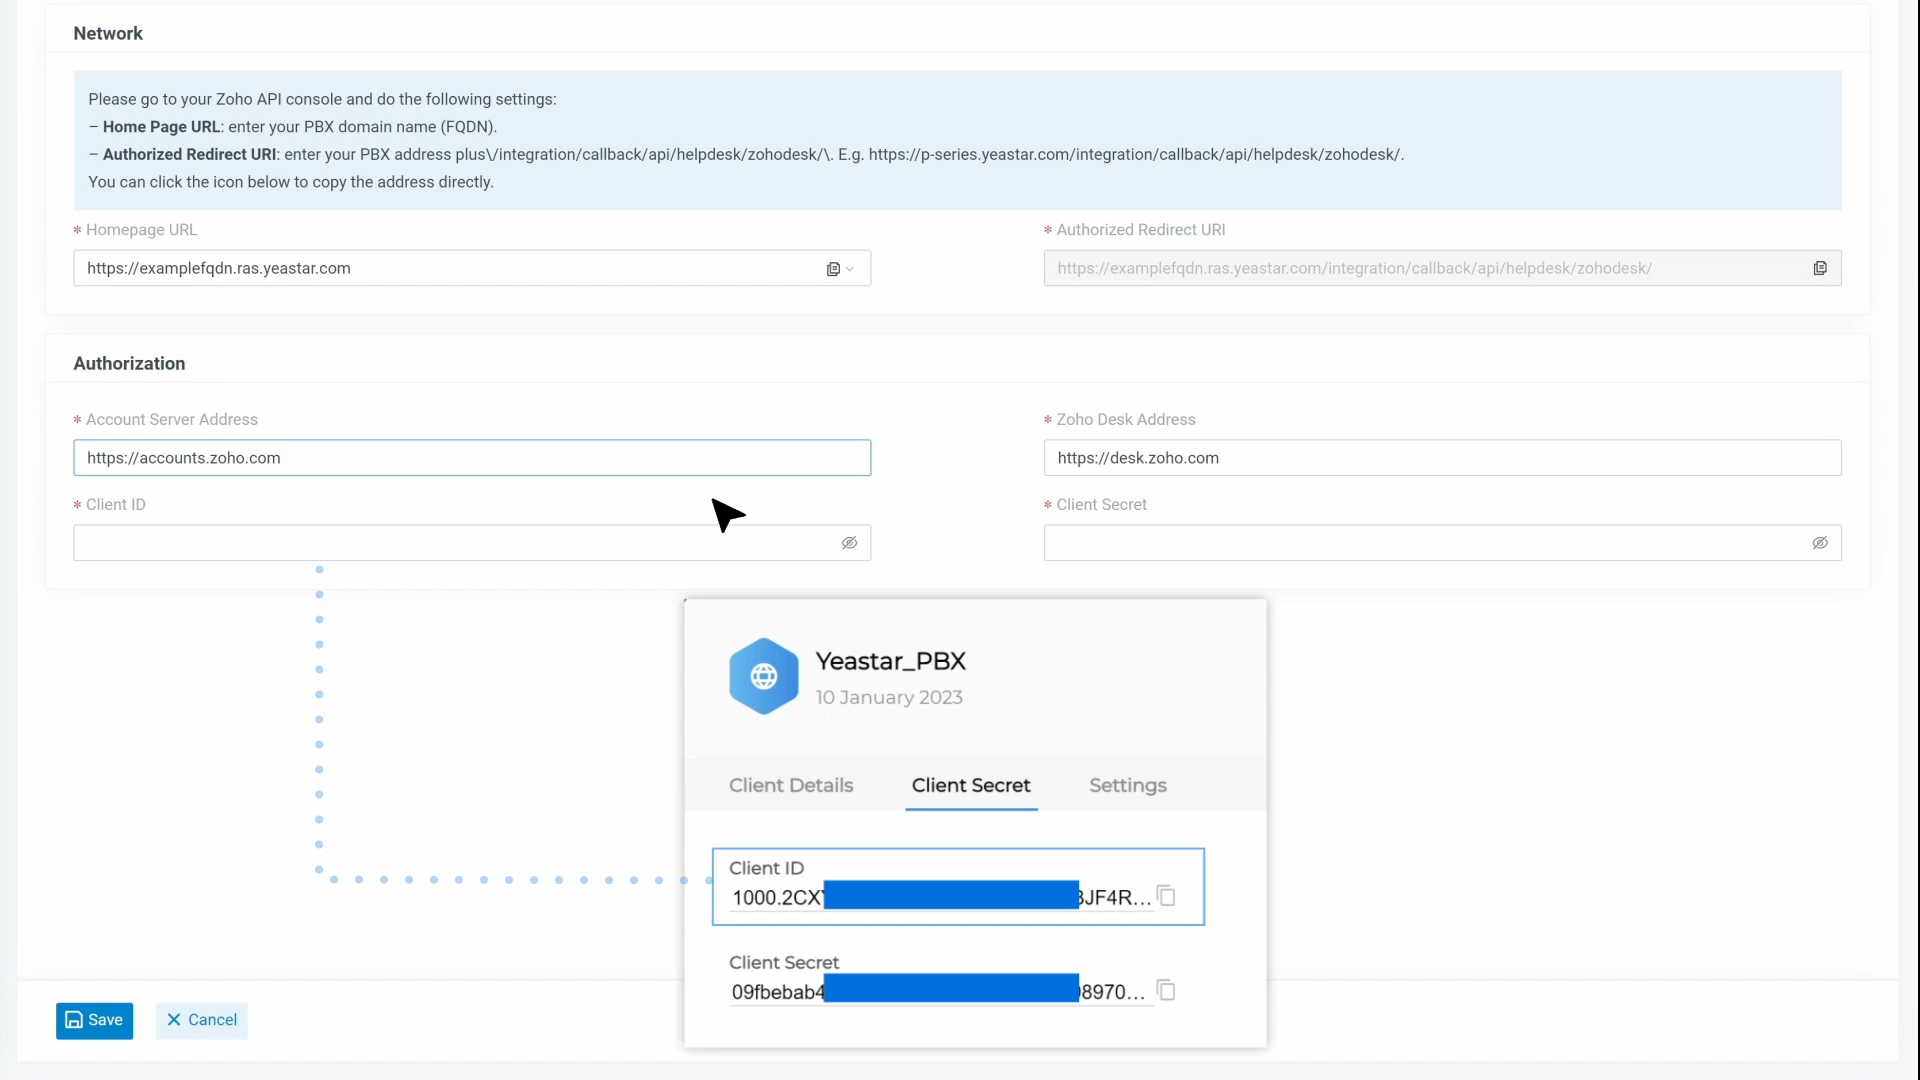 Network
Please go to your Zoho API console and do the following settings:
– Home Page URL: enter your PBX domain name (FQDN).
– Authorized Redirect URI: enter your PBX address plus\/integration/callback/api/helpdesk/zohodesk/\. E.g. https://p-series.yeastar.com/integration/callback/api/helpdesk/zohodesk/.
You can click the icon below to copy the address directly.
* Homepage URL
* Authorized Redirect URI
https://examplefqdn.ras.yeastar.com
https://examplefqdn.ras.yeastar.com/integration/callback/api/helpdesk/zohodesk/
Authorization
* Account Server Address
* Zoho Desk Address
https://accounts.zoho.com
https://desk.zoho.com
* Client ID
* Client Secret
Yeastar_PBX
10 January 2023
Client Details
Client Secret
Settings
Client ID
1000.2CX JF4R...
Client Secret
09fbebab4 8970...
Save
Cancel